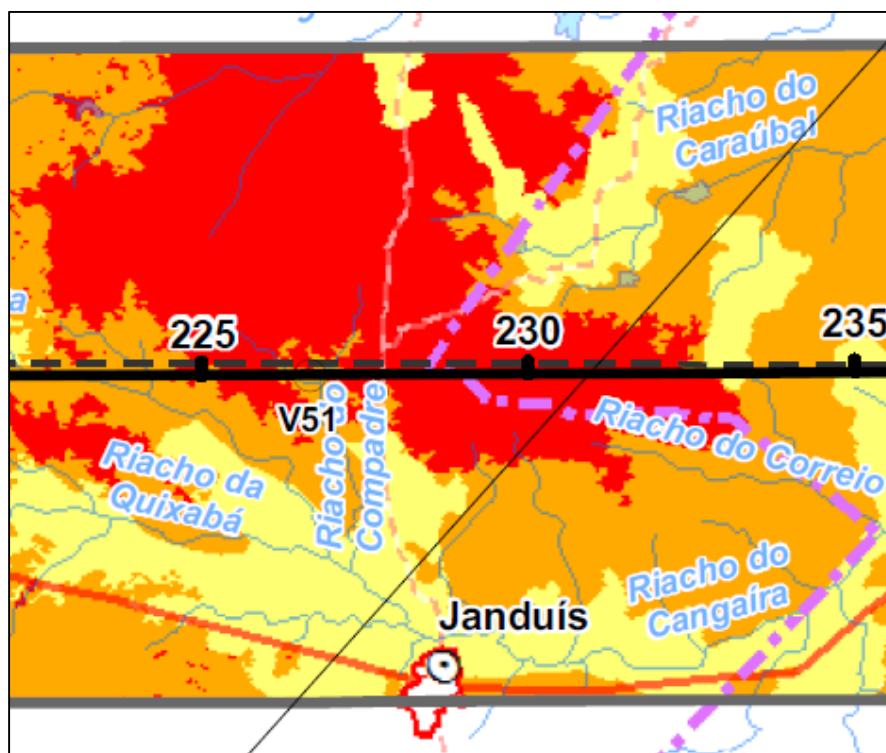 Riacho do
Caraúbal
a
225
230
235
V51
Riacho do
Compadre
Riacho do Correio
Riacho da
Quixabá
Riacho do
Cangaíra
Janduís